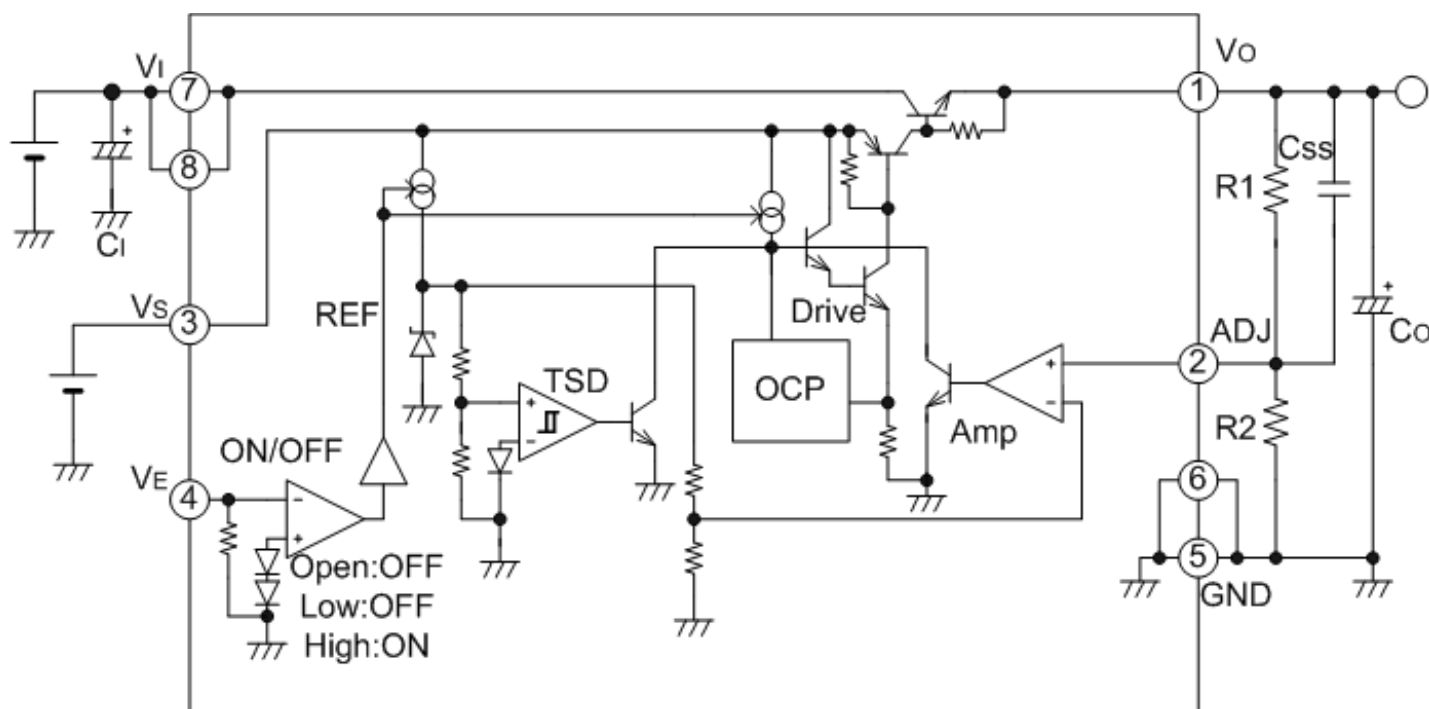 VI
VO
7
1
+
8
CI
CSS
R1
VS
3
REF
Drive
ADJ
+
CO
2
TSD
OCP
+
-
+
-
Amp
R2
ON/OFF
VE
4
-
+
6
Open:OFF
Low:OFF
High:ON
5
GND